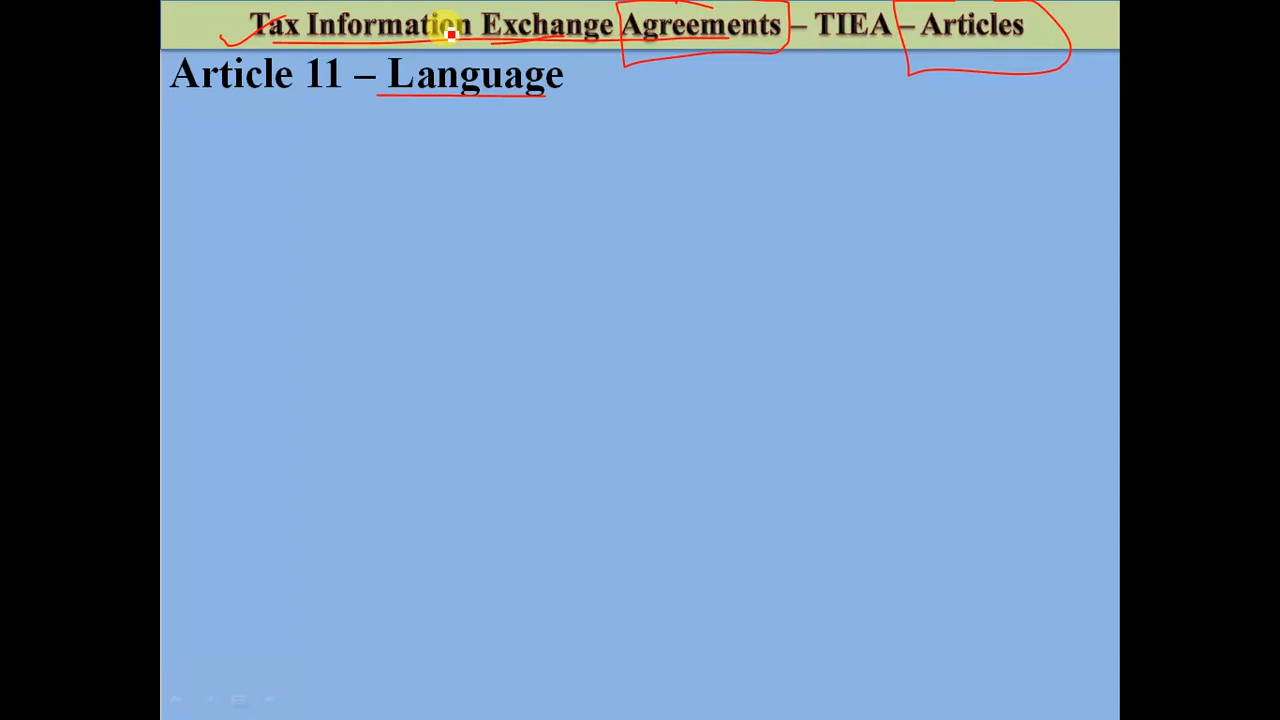 Tax Information Exchange Agreements – TIEA – Articles
Article 11 – Language